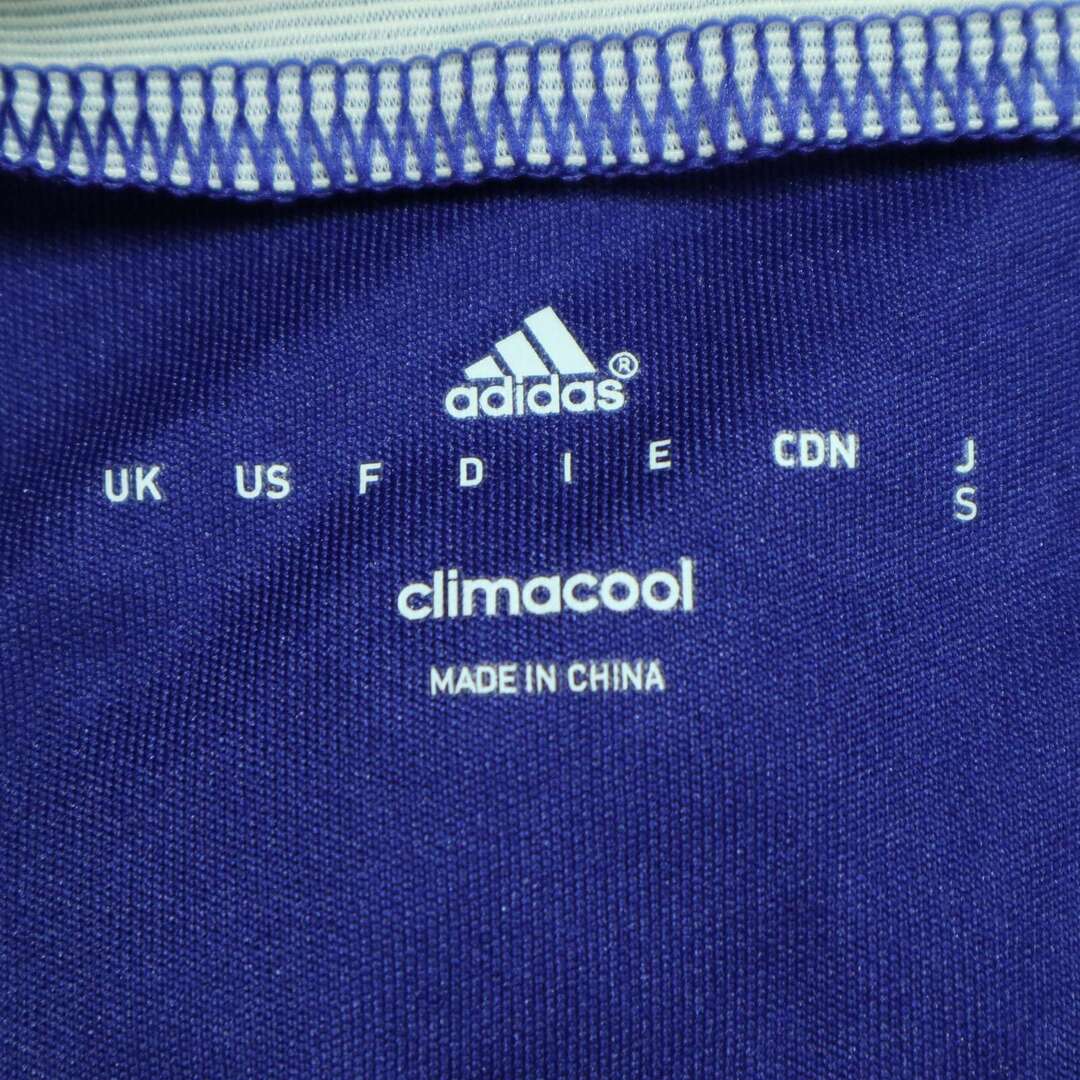 adidas®
UK US F D I E CDN J
S
climacool
MADE IN CHINA